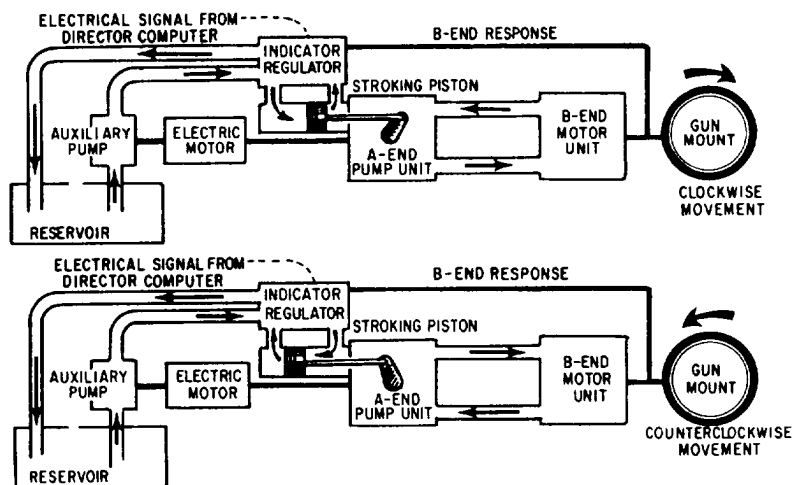 ELECTRICAL SIGNAL FROM
DIRECTOR COMPUTER
B-END RESPONSE
INDICATOR
REGULATOR
STROKING PISTON
AUXILIARY
PUMP
ELECTRIC
MOTOR
A-END
PUMP UNIT
B-END
MOTOR
UNIT
GUN
MOUNT
CLOCKWISE
MOVEMENT
RESERVOIR
ELECTRICAL SIGNAL FROM
DIRECTOR COMPUTER
B-END RESPONSE
INDICATOR
REGULATOR
STROKING PISTON
AUXILIARY
PUMP
ELECTRIC
MOTOR
A-END
PUMP UNIT
B-END
MOTOR
UNIT
GUN
MOUNT
COUNTERCLOCKWISE
MOVEMENT
RESERVOIR